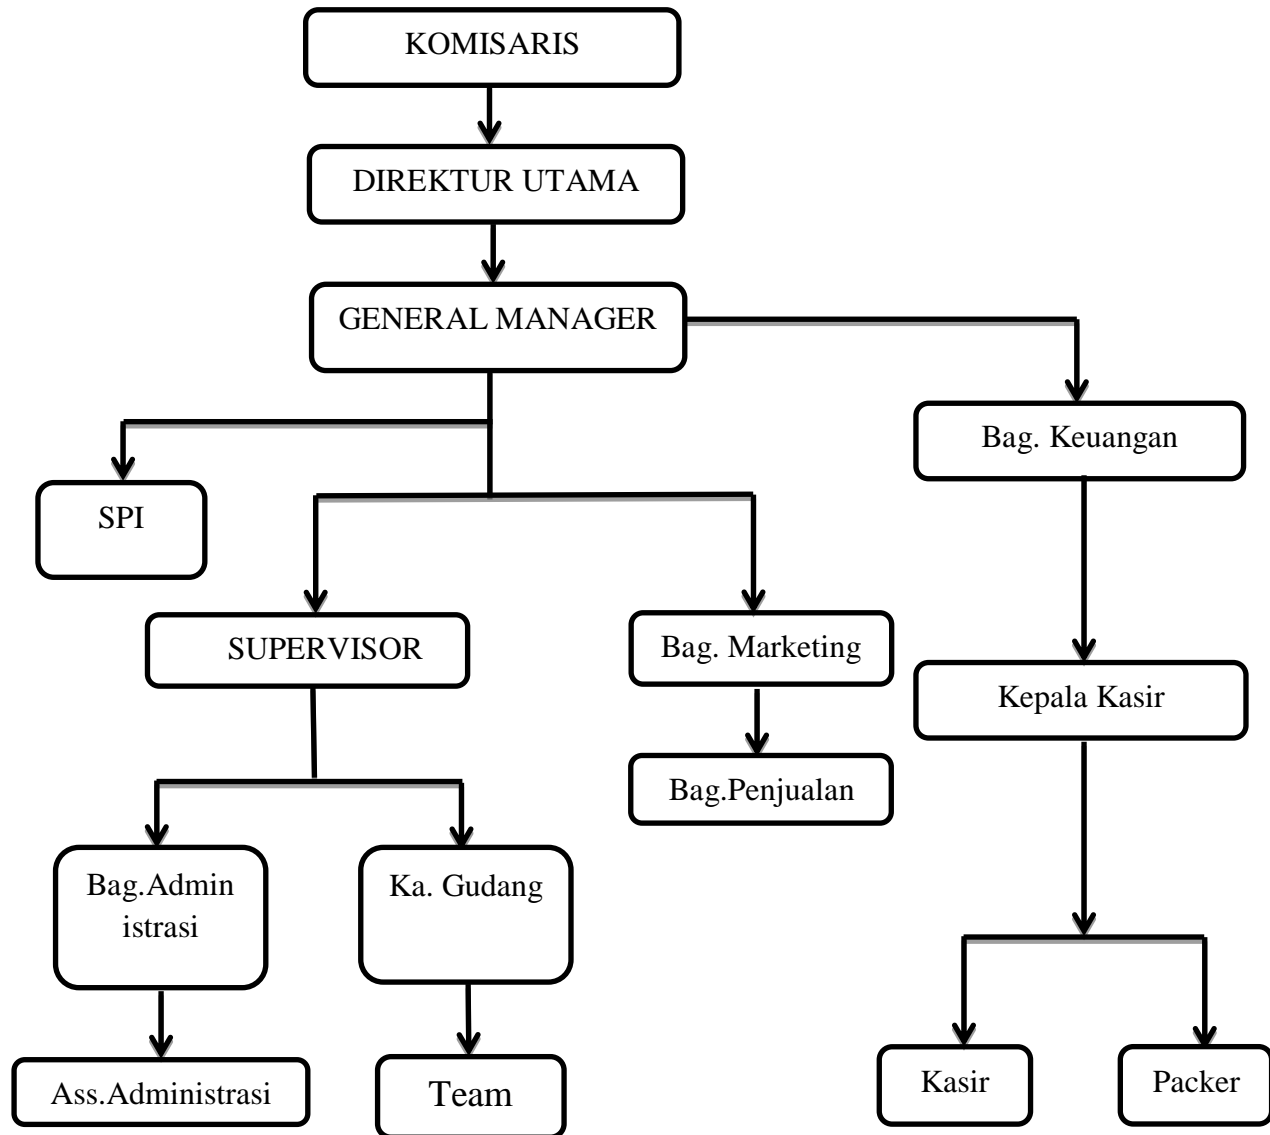 KOMISARIS
DIREKTUR UTAMA
GENERAL MANAGER
Bag. Keuangan
SPI
SUPERVISOR
Bag. Marketing
Kepala Kasir
Bag.Penjualan
Bag.Admin
istrasi
Ka. Gudang
Ass.Administrasi
Team
Kasir
Packer